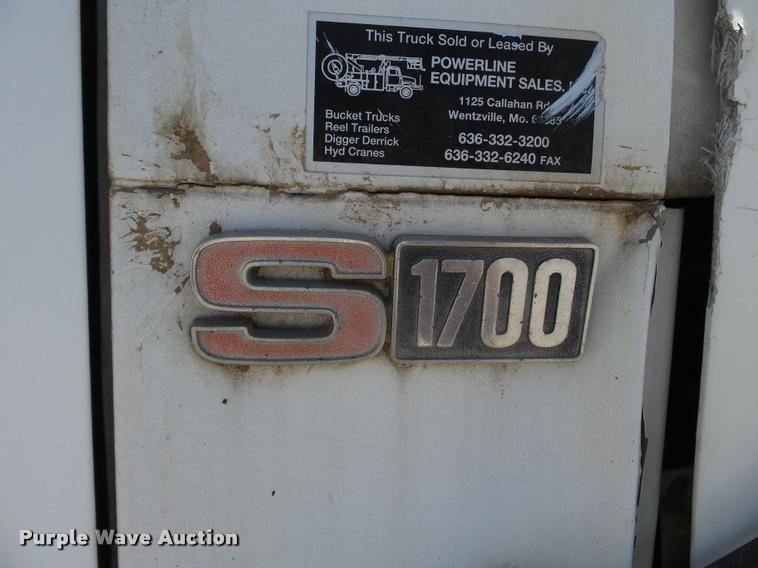 This Truck Sold or Leased By
POWERLINE
EQUIPMENT SALES,
1125 Callahan Rd
Wentzville, Mo.
Bucket Trucks
Reel Trailers
Digger Derrick
Hyd Cranes
636-332-3200
636-332-6240 FAX
S 1700
Purple Wave Auction